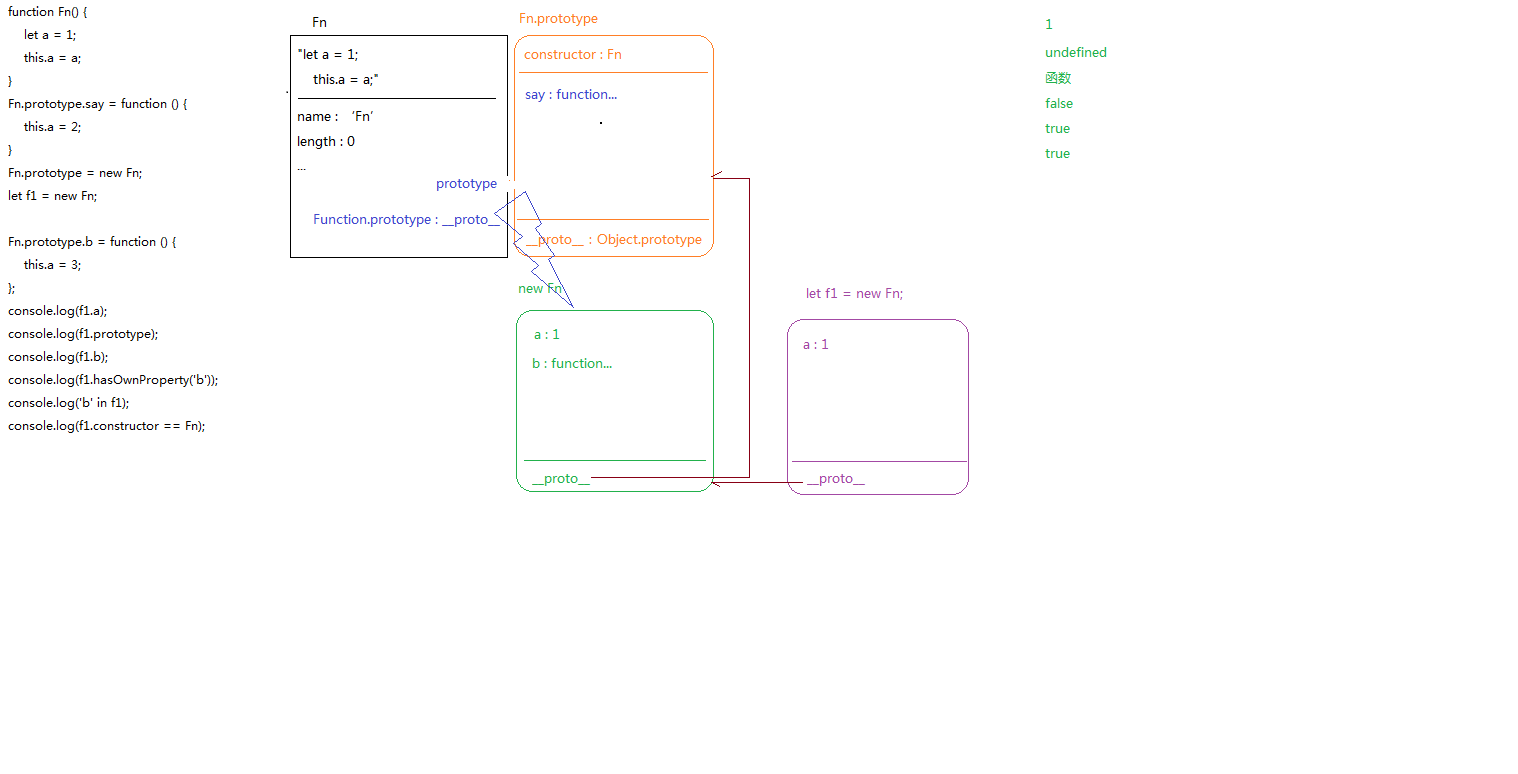 function Fn() {
let a = 1;
this.a = a;
}
Fn.prototype.say = function () {
this.a = 2;
}
Fn.prototype = new Fn;
let f1 = new Fn;
Fn.prototype.b = function () {
this.a = 3;
};
console.log(f1.a);
console.log(f1.prototype);
console.log(f1.b);
console.log(f1.hasOwnProperty('b'));
console.log('b' in f1);
console.log(f1.constructor == Fn);
Fn
"let a = 1;
this.a = a;"
name : ‘Fn’
length : 0
...
prototype
Function.prototype : __proto__
Fn.prototype
constructor : Fn
say : function...
__proto__ : Object.prototype
new Fn
a : 1
b : function...
__proto__
let f1 = new Fn;
a : 1
__proto__
1
undefined
函数
false
true
true